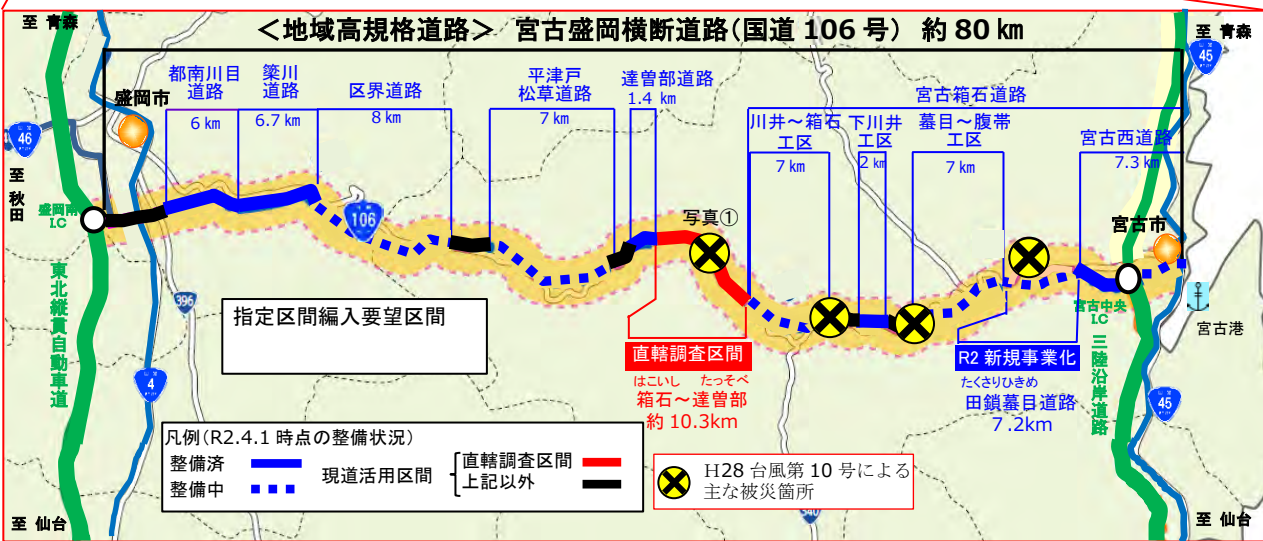 至 青森
<地域高規格道路> 宮古盛岡横断道路(国道 106 号) 約 80 km
至 青森
45
都南川目
道路
6 km
簗川
道路
6.7 km
区界道路
8 km
平津戸
松草道路
7 km
達曽部道路
1.4 km
宮古箱石道路
川井~箱石
工区
7 km
下川井
工区
2 km
蟇目~腹帯
工区
7 km
宮古西道路
7.3 km
盛岡市
46
至
秋田
盛岡南
I.C
106
写真①
宮古市
宮古中央
I.C
宮古港
東北縦貫自動車道
396
4
三陸沿岸道路
45
指定区間編入要望区間
直轄調査区間
はこいし たっそべ
箱石~達曽部
約 10.3km
R2 新規事業化
たくさりひきめ
田鎖蟇目道路
7.2km
凡例(R2.4.1 時点の整備状況)
整備済
整備中
現道活用区間
直轄調査区間
上記以外
H28 台風第 10 号による
主な被災箇所
340
至 仙台
至 仙台